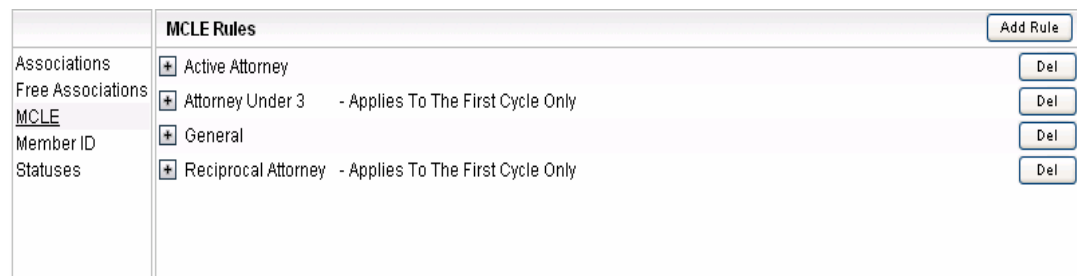 MCLE Rules
Add Rule
Associations
Free Associations
MCLE
Member ID
Statuses
Active Attorney
Del
Attorney Under 3 - Applies To The First Cycle Only
Del
General
Del
Reciprocal Attorney - Applies To The First Cycle Only
Del